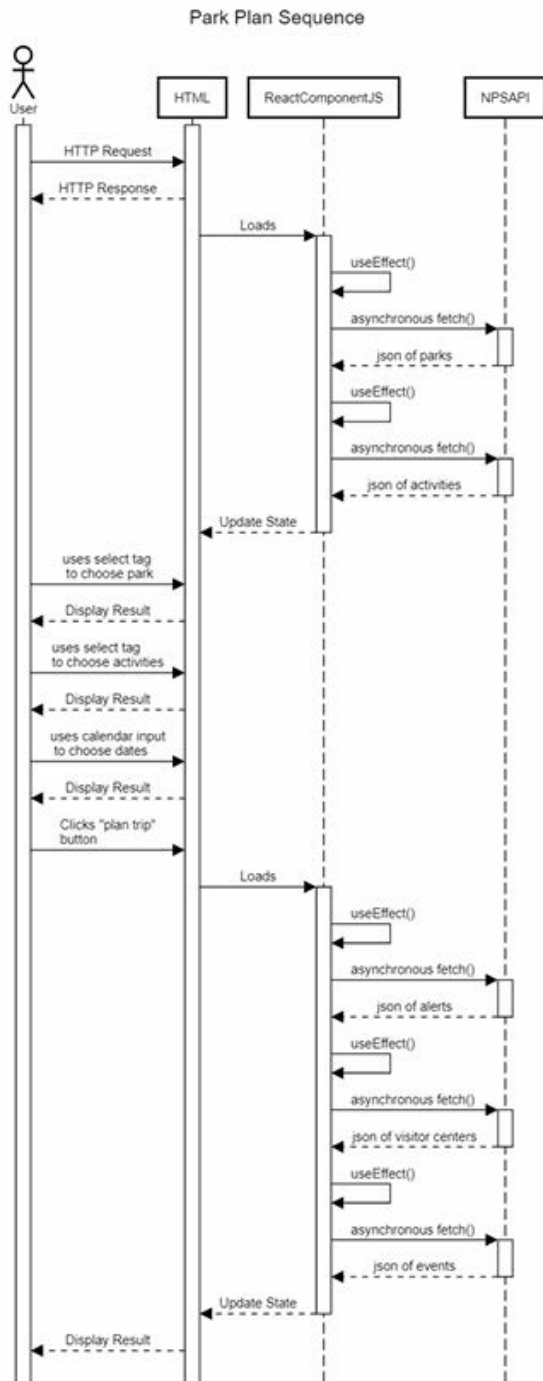 Park Plan Sequence
User
HTML
ReactComponentJS
NPSAPI
HTTP Request
HTTP Response
Loads
useEffect()
asynchronous fetch()
json of parks
useEffect()
asynchronous fetch()
json of activities
Update State
uses select tag
to choose park
Display Result
uses select tag
to choose activities
Display Result
uses calendar input
to choose dates
Display Result
Clicks "plan trip"
button
Loads
useEffect()
asynchronous fetch()
json of alerts
useEffect()
asynchronous fetch()
json of visitor centers
useEffect()
asynchronous fetch()
json of events
Update State
Display Result